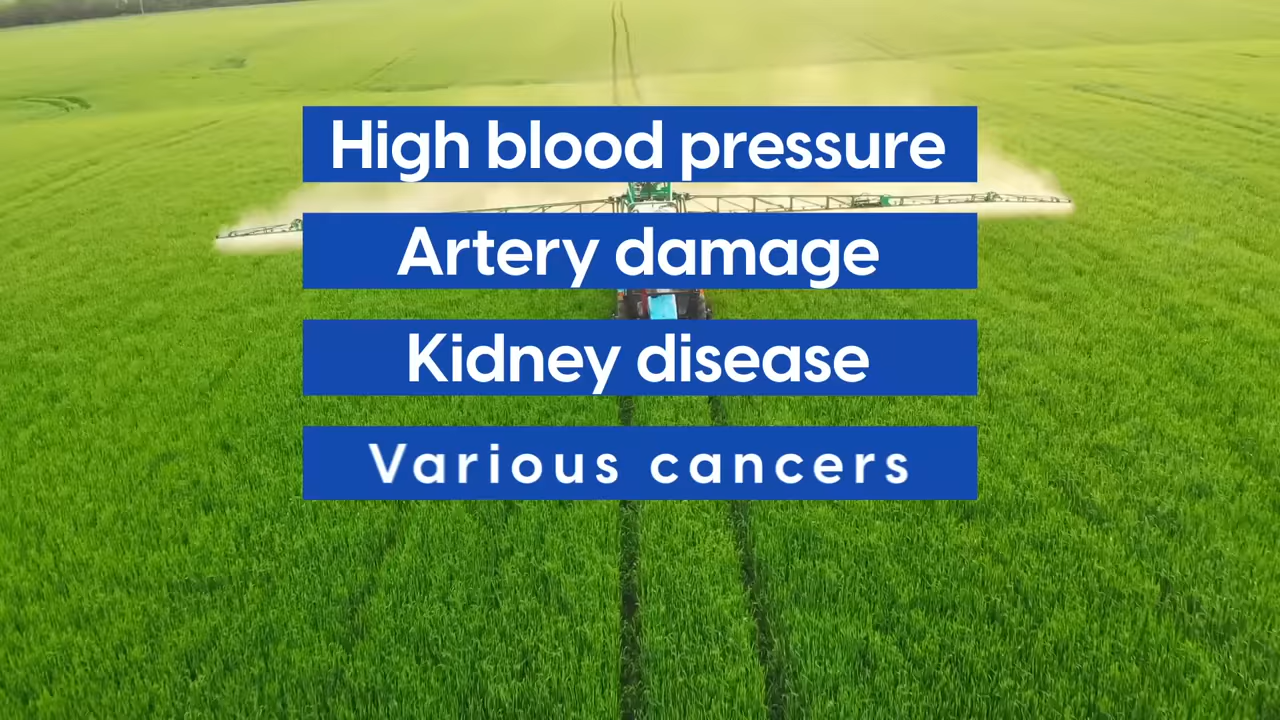 High blood pressure
Artery damage
Kidney disease
Various cancers